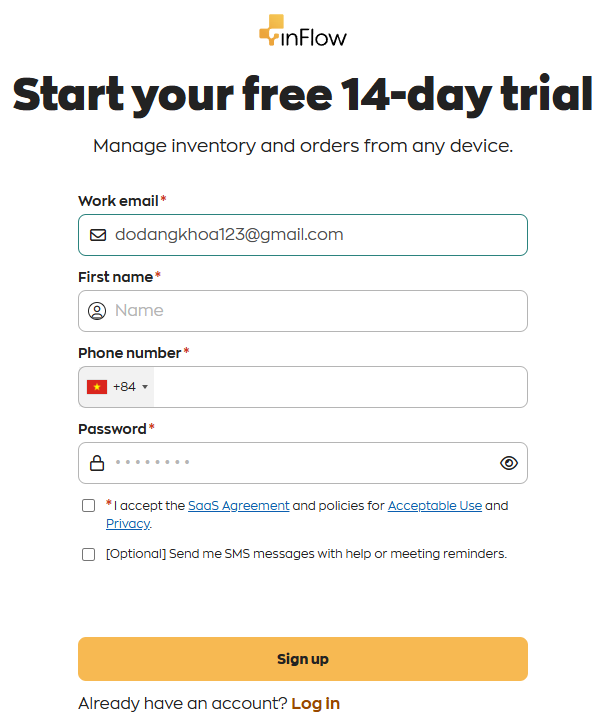 inFlow
Start your free 14-day trial
Manage inventory and orders from any device.
Work email*
dodangkhoa123@gmail.com
First name*
Name
Phone number*
+84
Password*
••••••••
*I accept the SaaS Agreement and policies for Acceptable Use and
Privacy.
[Optional] Send me SMS messages with help or meeting reminders.
Sign up
Already have an account? Log in